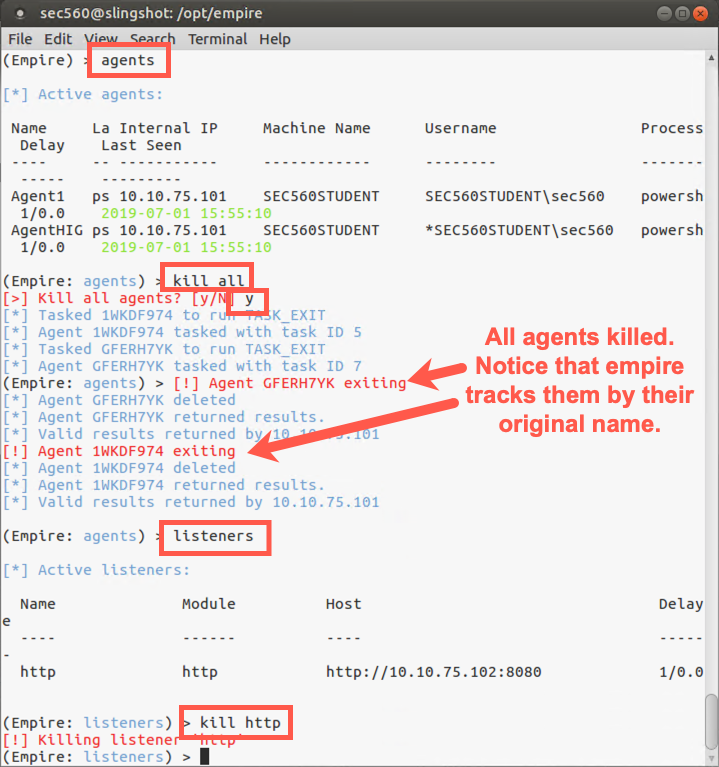 sec560@slingshot: /opt/empire
File Edit View Search Terminal Help
(Empire) > agents
[*] Active agents:
Name La Internal IP Machine Name Username Process
Delay Last Seen
---- -- ----------- ------------ -------- -------
----- ---------
Agent1 ps 10.10.75.101 SEC560STUDENT SEC560STUDENT\sec560 powersh
1/0.0 2019-07-01 15:55:10
AgentHIG ps 10.10.75.101 SEC560STUDENT *SEC560STUDENT\sec560 powersh
1/0.0 2019-07-01 15:55:10
(Empire: agents) > kill all
[>] Kill all agents? [y/N] y
[*] Tasked 1WKDF974 to run TASK_EXIT
[*] Agent 1WKDF974 tasked with task ID 5
[*] Tasked GFERH7YK to run TASK_EXIT
[*] Agent GFERH7YK tasked with task ID 7
(Empire: agents) > [!] Agent GFERH7YK exiting
[*] Agent GFERH7YK deleted
[*] Agent GFERH7YK returned results.
[*] Valid results returned by 10.10.75.101
[!] Agent 1WKDF974 exiting
[*] Agent 1WKDF974 deleted
[*] Agent 1WKDF974 returned results.
[*] Valid results returned by 10.10.75.101
All agents killed.
Notice that empire
tracks them by their
original name.
(Empire: agents) > listeners
[*] Active listeners:
Name Module Host Delay
e
---- ------ ---- -----
-
http http http://10.10.75.102:8080 1/0.0
(Empire: listeners) > kill http
[!] Killing listener 'http'
(Empire: listeners) >